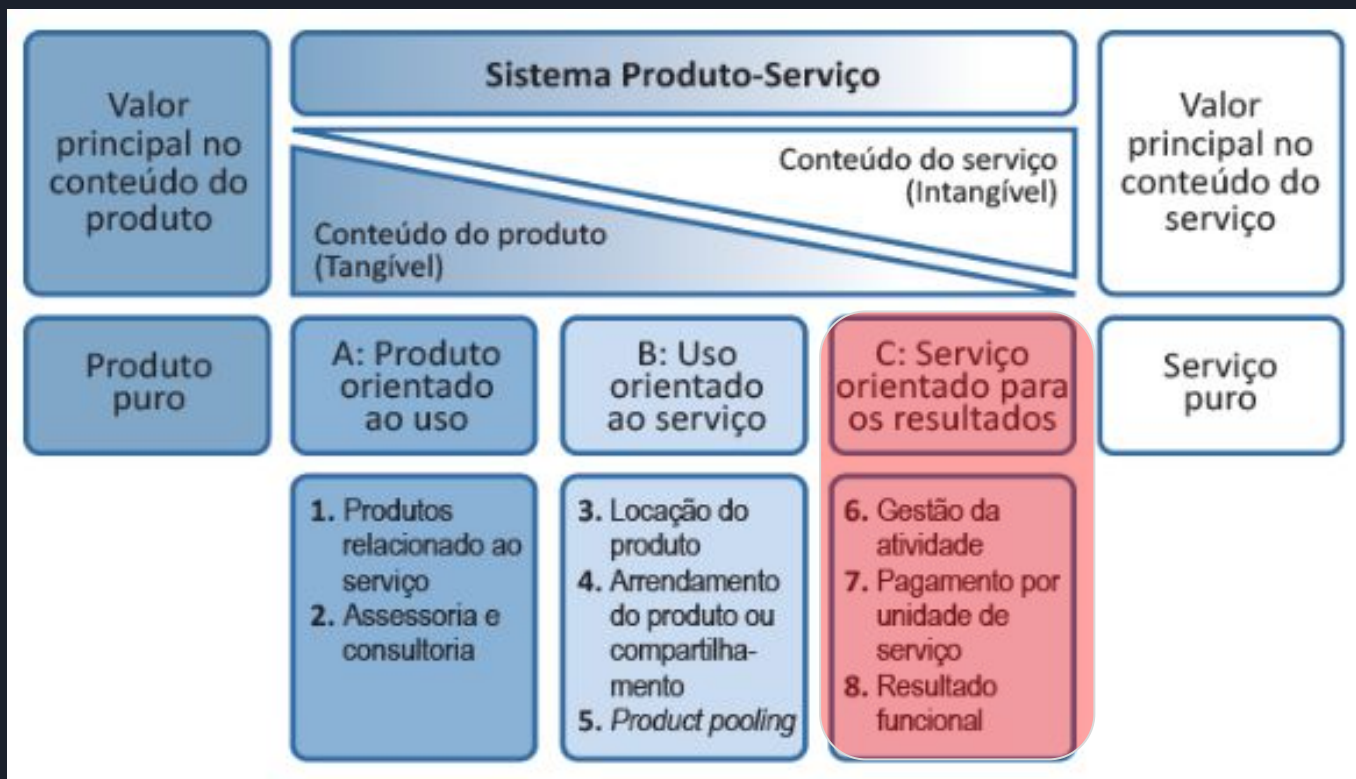 Valor
principal no
conteúdo do
produto
Sistema Produto-Serviço
Conteúdo do serviço
(Intangível)
Conteúdo do produto
(Tangível)
Valor
principal no
conteúdo do
serviço
Produto
puro
A: Produto
orientado
ao uso
B: Uso
orientado
ao serviço
C: Serviço
orientado para
os resultados
Serviço
puro
1. Produtos
relacionado ao
serviço
2. Assessoria e
consultoria
3. Locação do
produto
4. Arrendamento
do produto ou
compartilha-
mento
5. Product pooling
6. Gestão da
atividade
7. Pagamento por
unidade de
serviço
8. Resultado
funcional